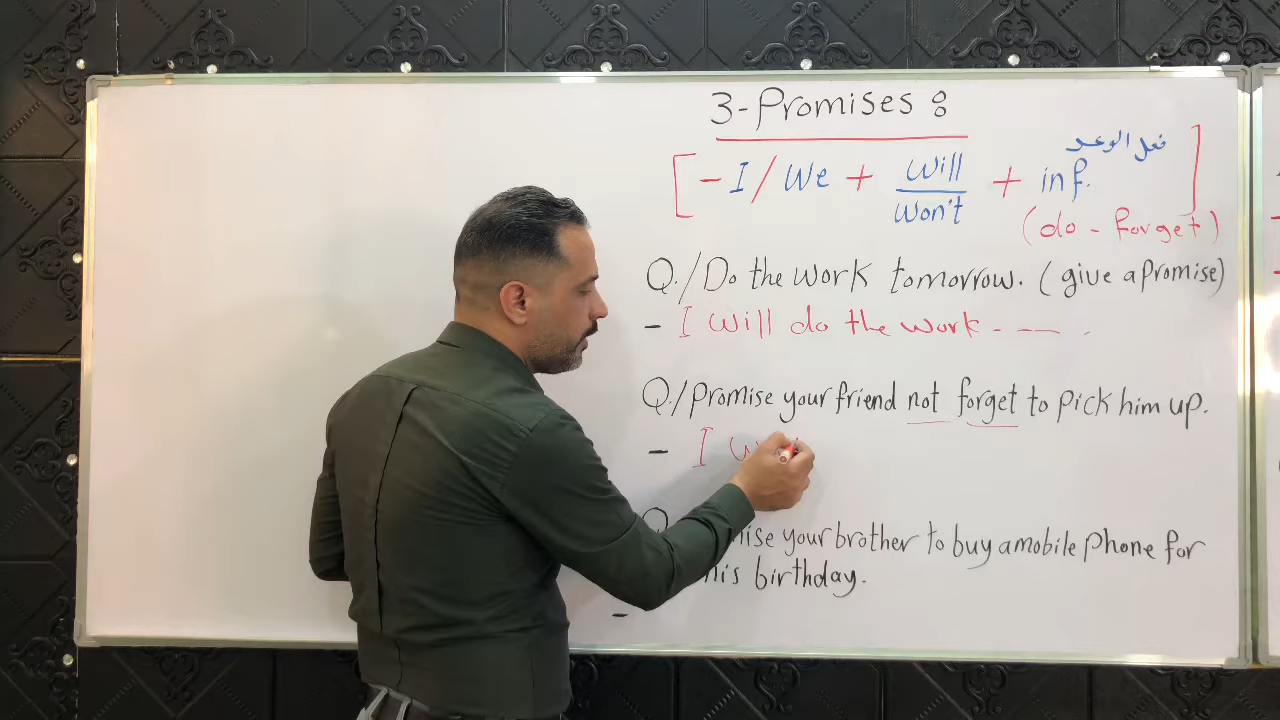 3-Promises:
فعل الوعد
[- I / We + Will / Won't + inf.]
(do - forget)
Q./Do the work tomorrow. (give a promise)
- I will do the work - - — .
Q./Promise your friend not forget to pick him up.
- I
your brother to buy a mobile phone for
his birthday.
-